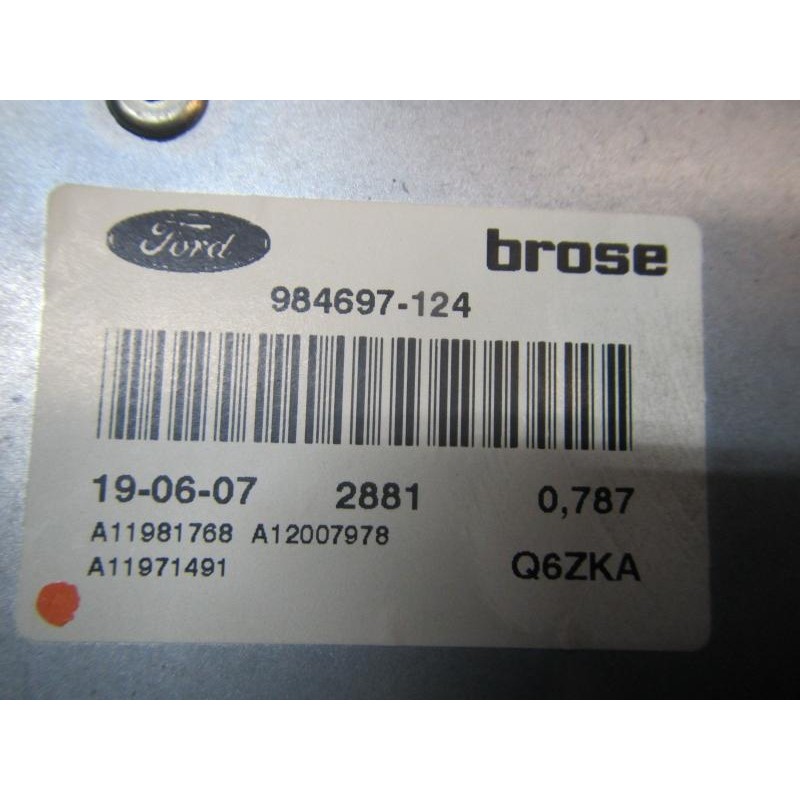 Ford brose
984697-124
19-06-07 2881 0,787
A11981768 A12007978
A11971491 Q6ZKA